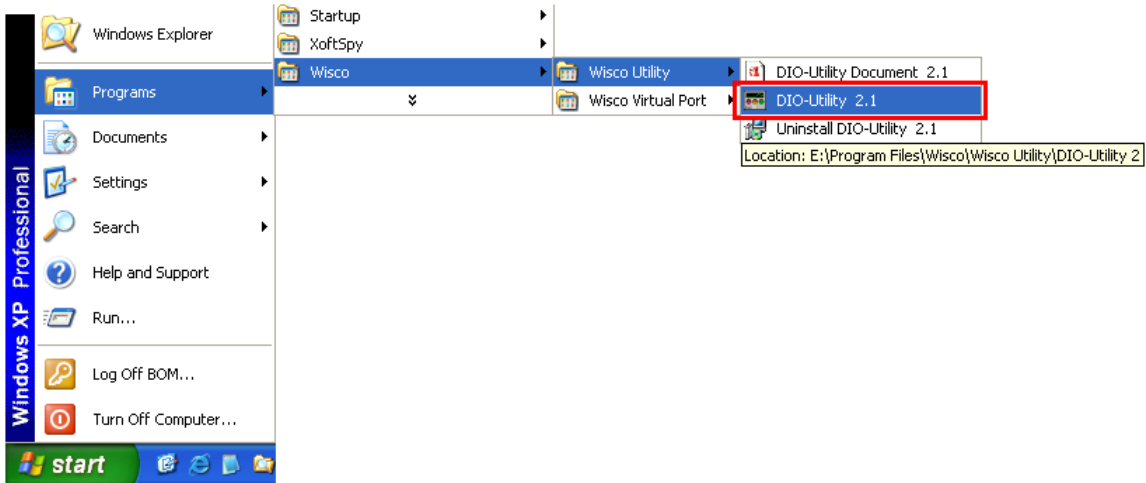 Windows XP Professional
Windows Explorer
Programs
Documents
Settings
Search
Help and Support
Run...
Log Off BOM...
Turn Off Computer...
start
Startup
XoftSpy
Wisco
Wisco Utility
Wisco Virtual Port
DIO-Utility Document 2.1
DIO-Utility 2.1
Uninstall DIO-Utility 2.1
Location: E:\Program Files\Wisco\Wisco Utility\DIO-Utility 2